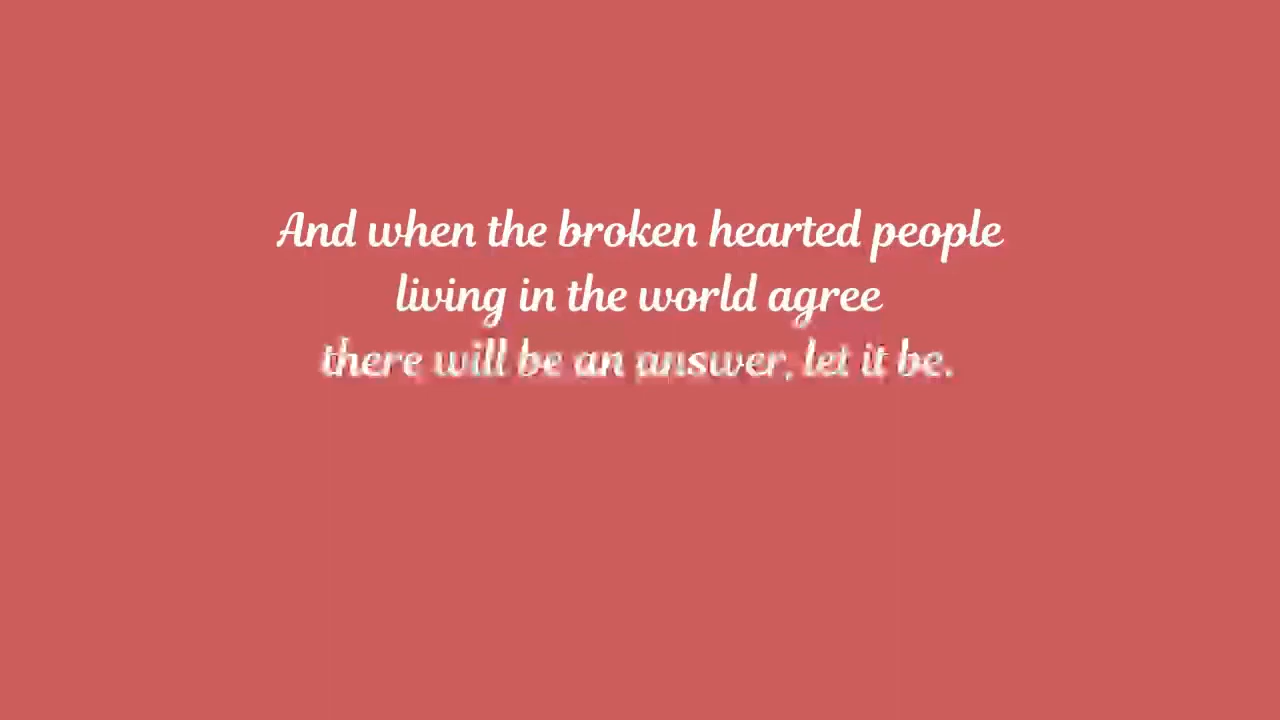 And when the broken hearted people
living in the world agree
there will be an answer, let it be.